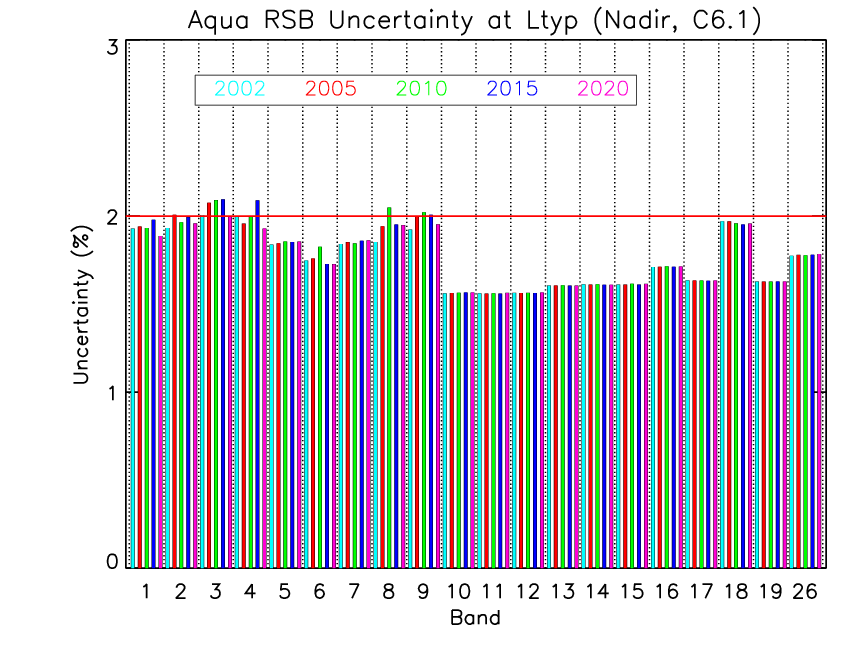 Aqua RSB Uncertainty at Ltyp (Nadir, C6.1)
3
2002 2005 2010 2015 2020
2
Uncertainty (%)
1
0
1 2 3 4 5 6 7 8 9 10 11 12 13 14 15 16 17 18 19 26
Band